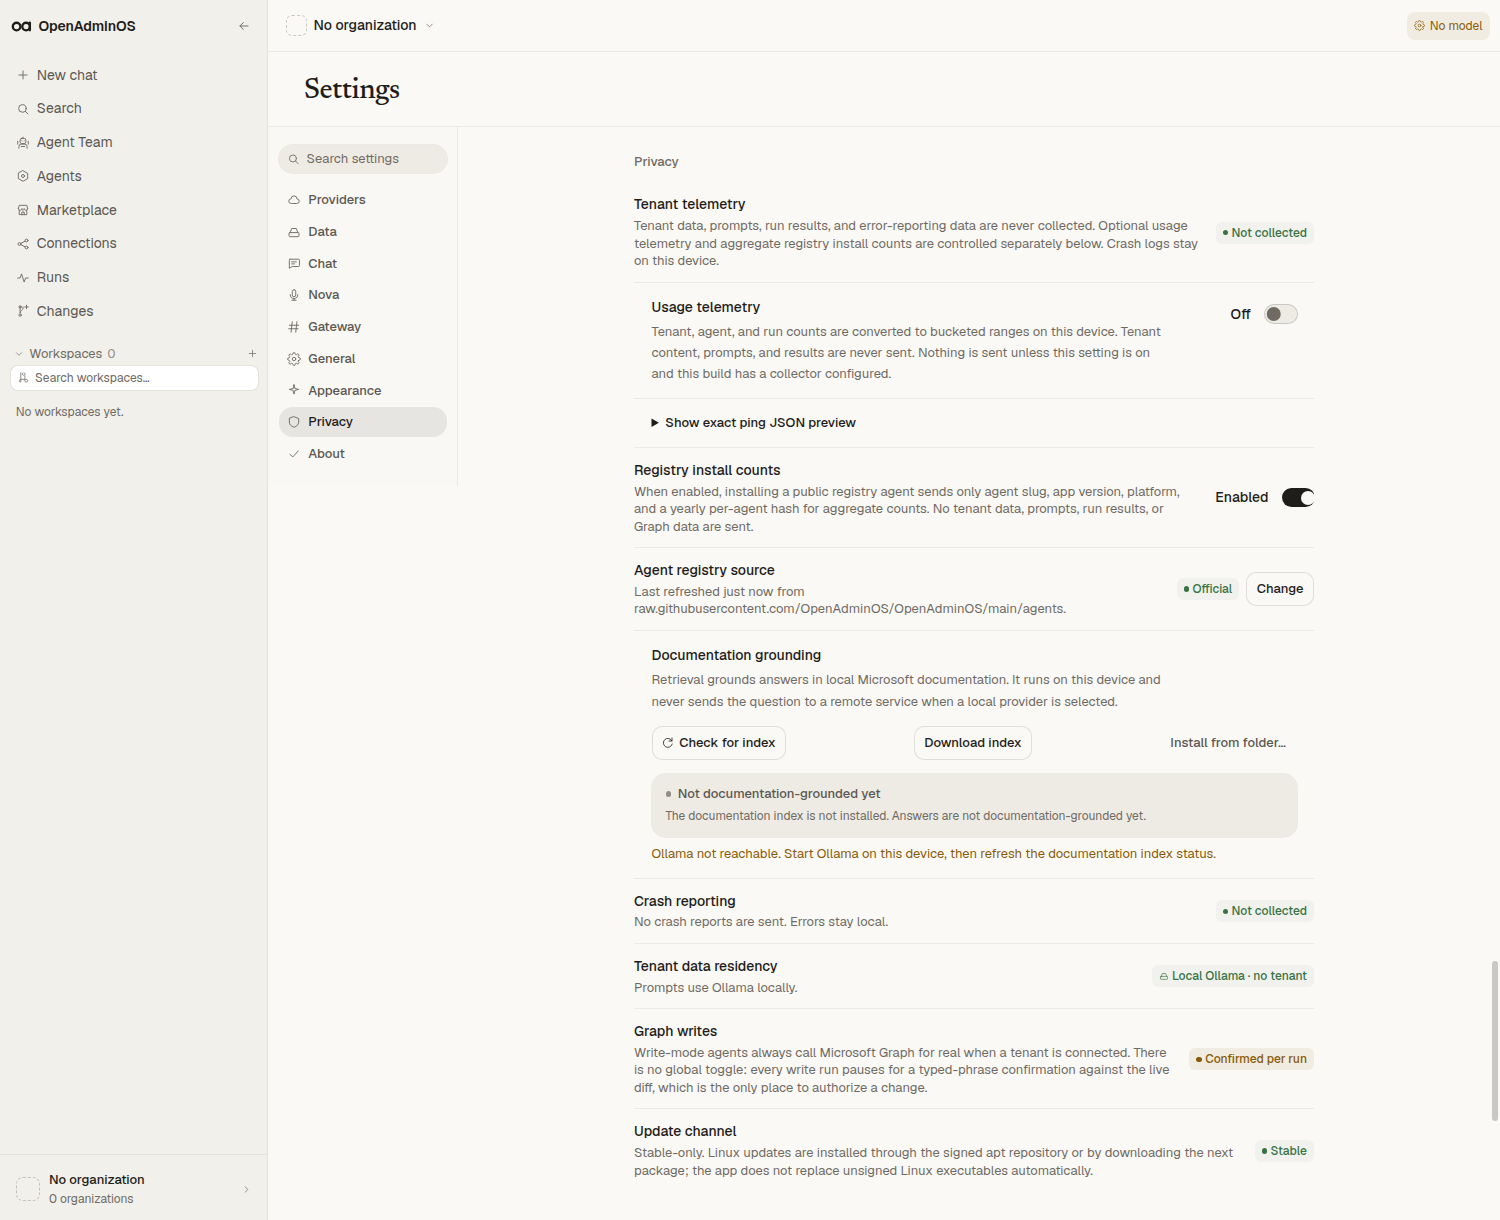 OpenAdminOS
New chat
Search
Agent Team
Agents
Marketplace
Connections
Runs
Changes
Workspaces 0
Search workspaces...
No workspaces yet.
No organization
0 organizations
No organization
No model
Settings
Search settings
Providers
Data
Chat
Nova
Gateway
General
Appearance
Privacy
About
Privacy
Tenant telemetry
Tenant data, prompts, run results, and error-reporting data are never collected. Optional usage
telemetry and aggregate registry install counts are controlled separately below. Crash logs stay
on this device.
Not collected
Usage telemetry
Off
Tenant, agent, and run counts are converted to bucketed ranges on this device. Tenant
content, prompts, and results are never sent. Nothing is sent unless this setting is on
and this build has a collector configured.
Show exact ping JSON preview
Registry install counts
When enabled, installing a public registry agent sends only agent slug, app version, platform,
and a yearly per-agent hash for aggregate counts. No tenant data, prompts, run results, or
Graph data are sent.
Enabled
Agent registry source
Last refreshed just now from
raw.githubusercontent.com/OpenAdminOS/OpenAdminOS/main/agents.
Official
Change
Documentation grounding
Retrieval grounds answers in local Microsoft documentation. It runs on this device and
never sends the question to a remote service when a local provider is selected.
Check for index
Download index
Install from folder...
Not documentation-grounded yet
The documentation index is not installed. Answers are not documentation-grounded yet.
Ollama not reachable. Start Ollama on this device, then refresh the documentation index status.
Crash reporting
No crash reports are sent. Errors stay local.
Not collected
Tenant data residency
Prompts use Ollama locally.
Local Ollama · no tenant
Graph writes
Write-mode agents always call Microsoft Graph for real when a tenant is connected. There
is no global toggle: every write run pauses for a typed-phrase confirmation against the live
diff, which is the only place to authorize a change.
Confirmed per run
Update channel
Stable-only. Linux updates are installed through the signed apt repository or by downloading the next
package; the app does not replace unsigned Linux executables automatically.
Stable